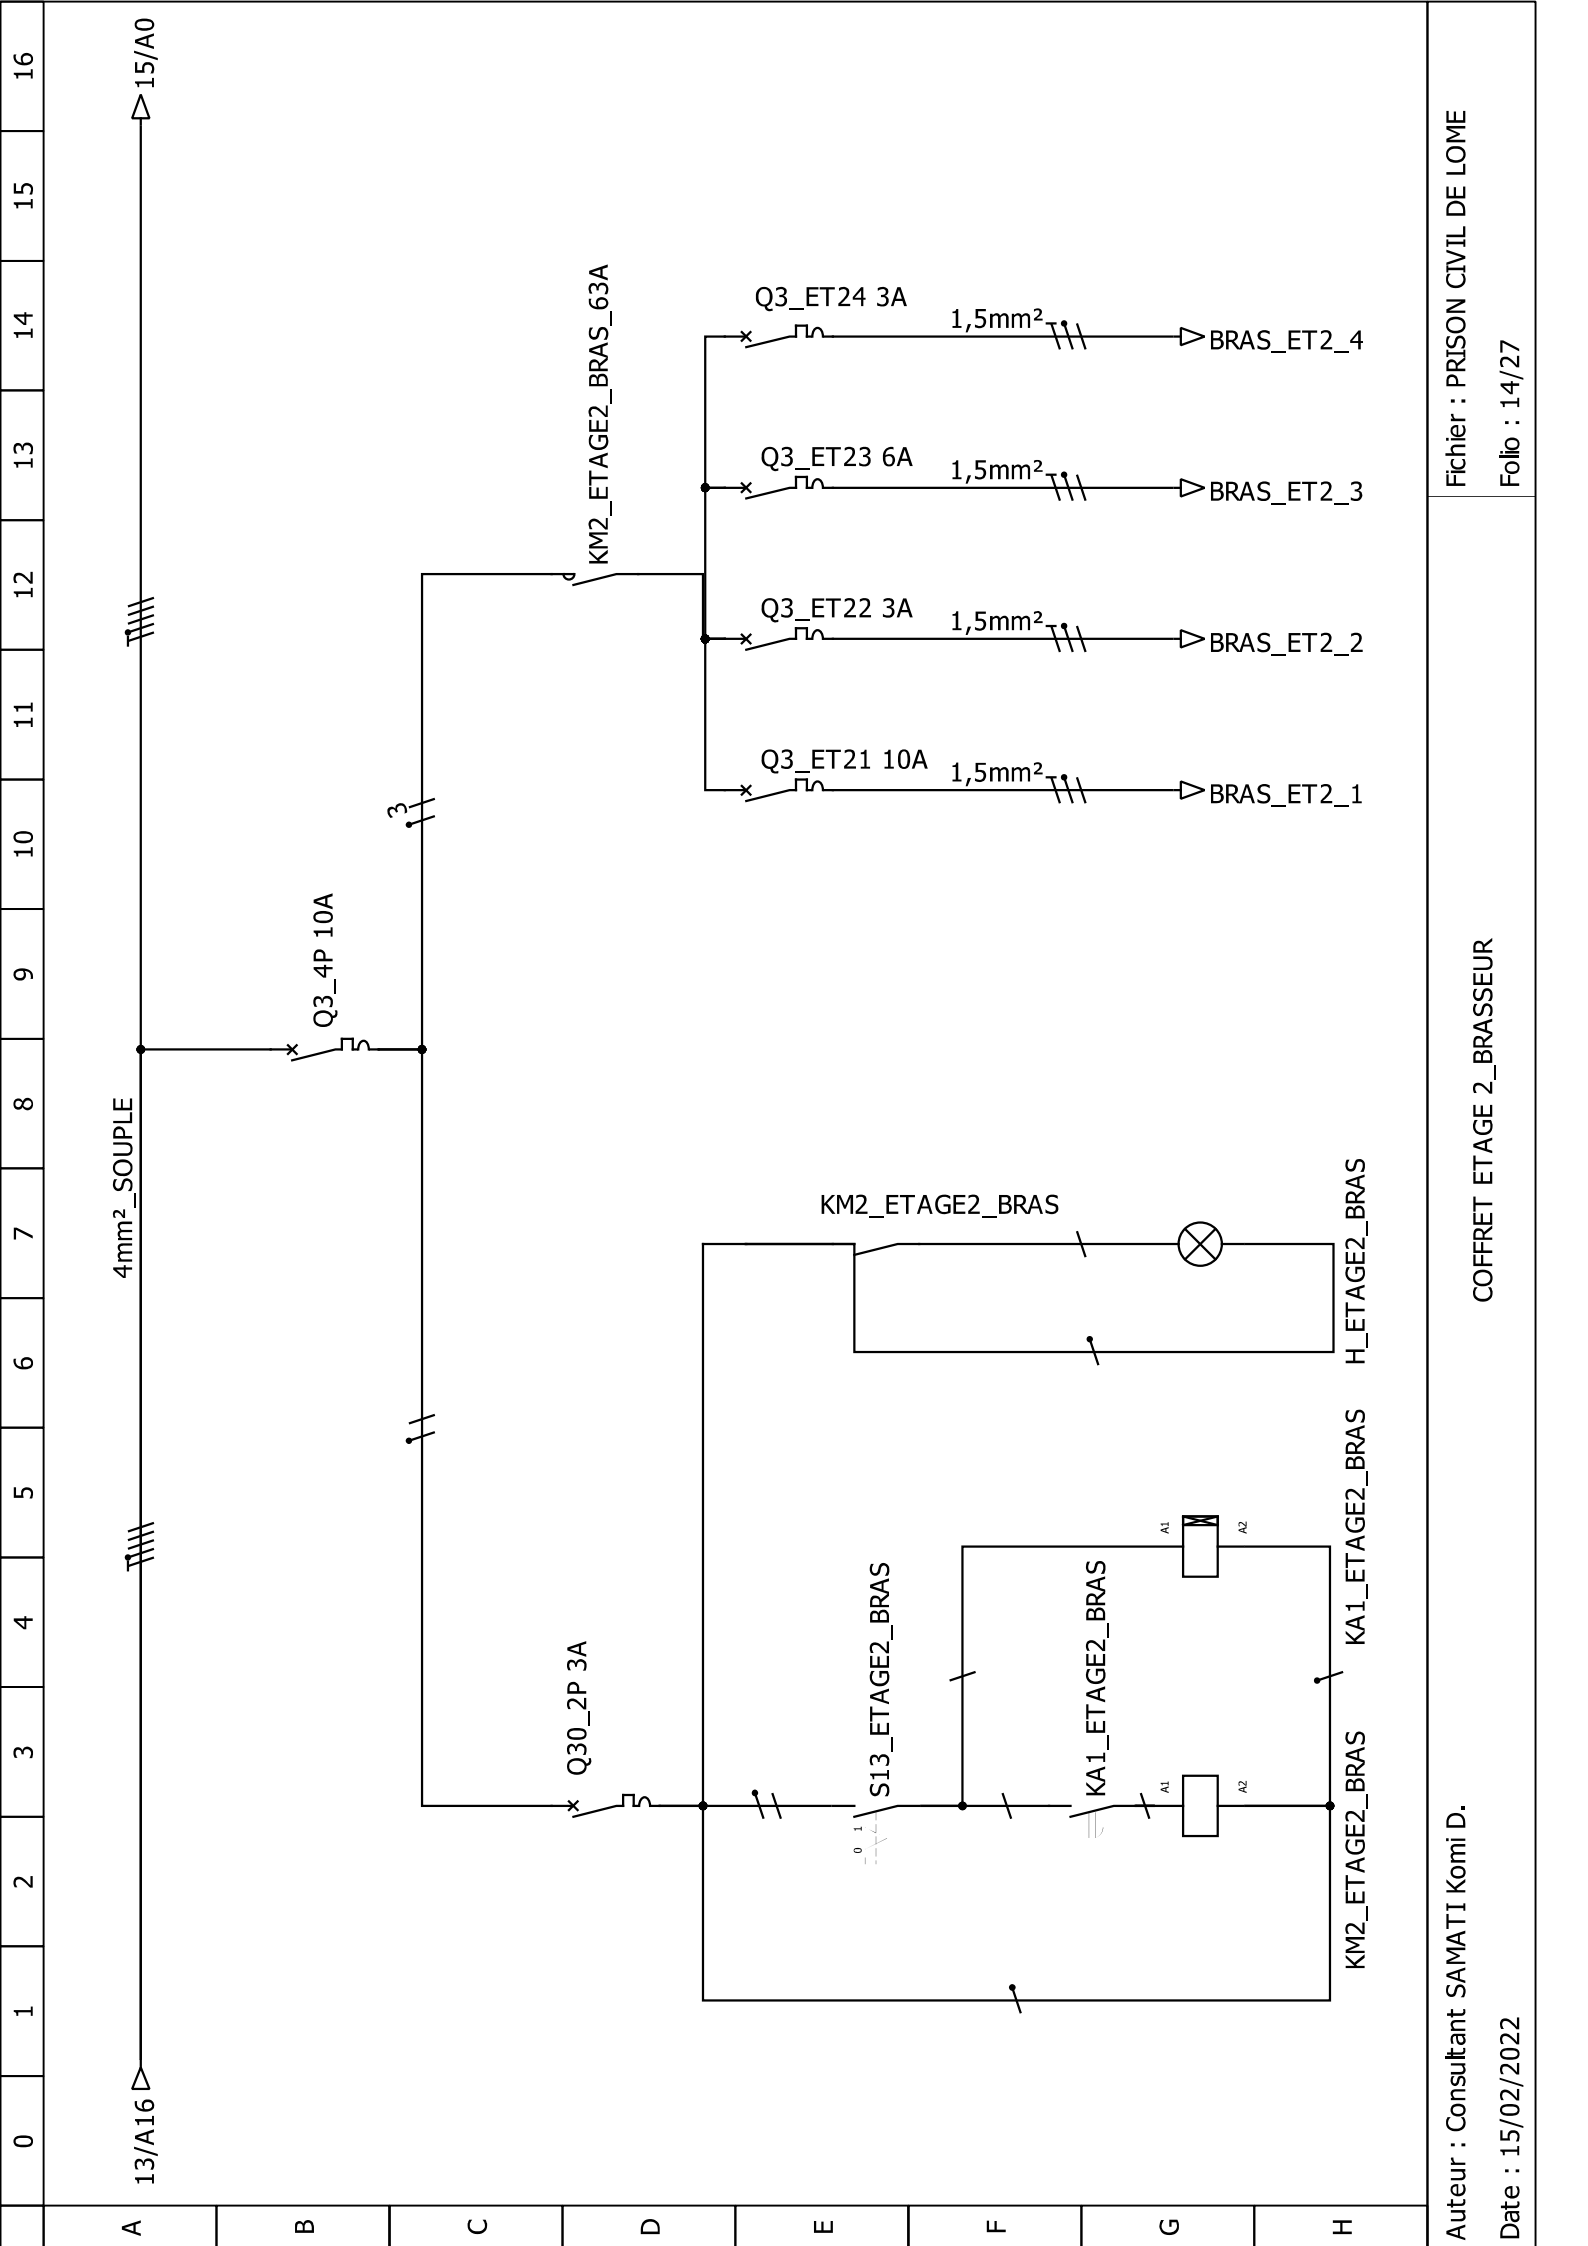 0 1 2 3 4 5 6 7 8 9 10 11 12 13 14 15 16
A
B
C
D
E
F
G
H
13/A16
4mm²_SOUPLE
15/A0
Q3_4P 10A
3
Q30_2P 3A
KM2_ETAGE2_BRAS_63A
Q3_ET21 10A
Q3_ET22 3A
Q3_ET23 6A
Q3_ET24 3A
1,5mm²
1,5mm²
1,5mm²
1,5mm²
BRAS_ET2_1
BRAS_ET2_2
BRAS_ET2_3
BRAS_ET2_4
0 1
S13_ETAGE2_BRAS
KM2_ETAGE2_BRAS
KA1_ETAGE2_BRAS
A1
A1
A2
A2
KM2_ETAGE2_BRAS
KA1_ETAGE2_BRAS
H_ETAGE2_BRAS
Auteur : Consultant SAMATI Komi D.
Date : 15/02/2022
COFFRET ETAGE 2_BRASSEUR
Fichier : PRISON CIVIL DE LOME
Folio : 14/27